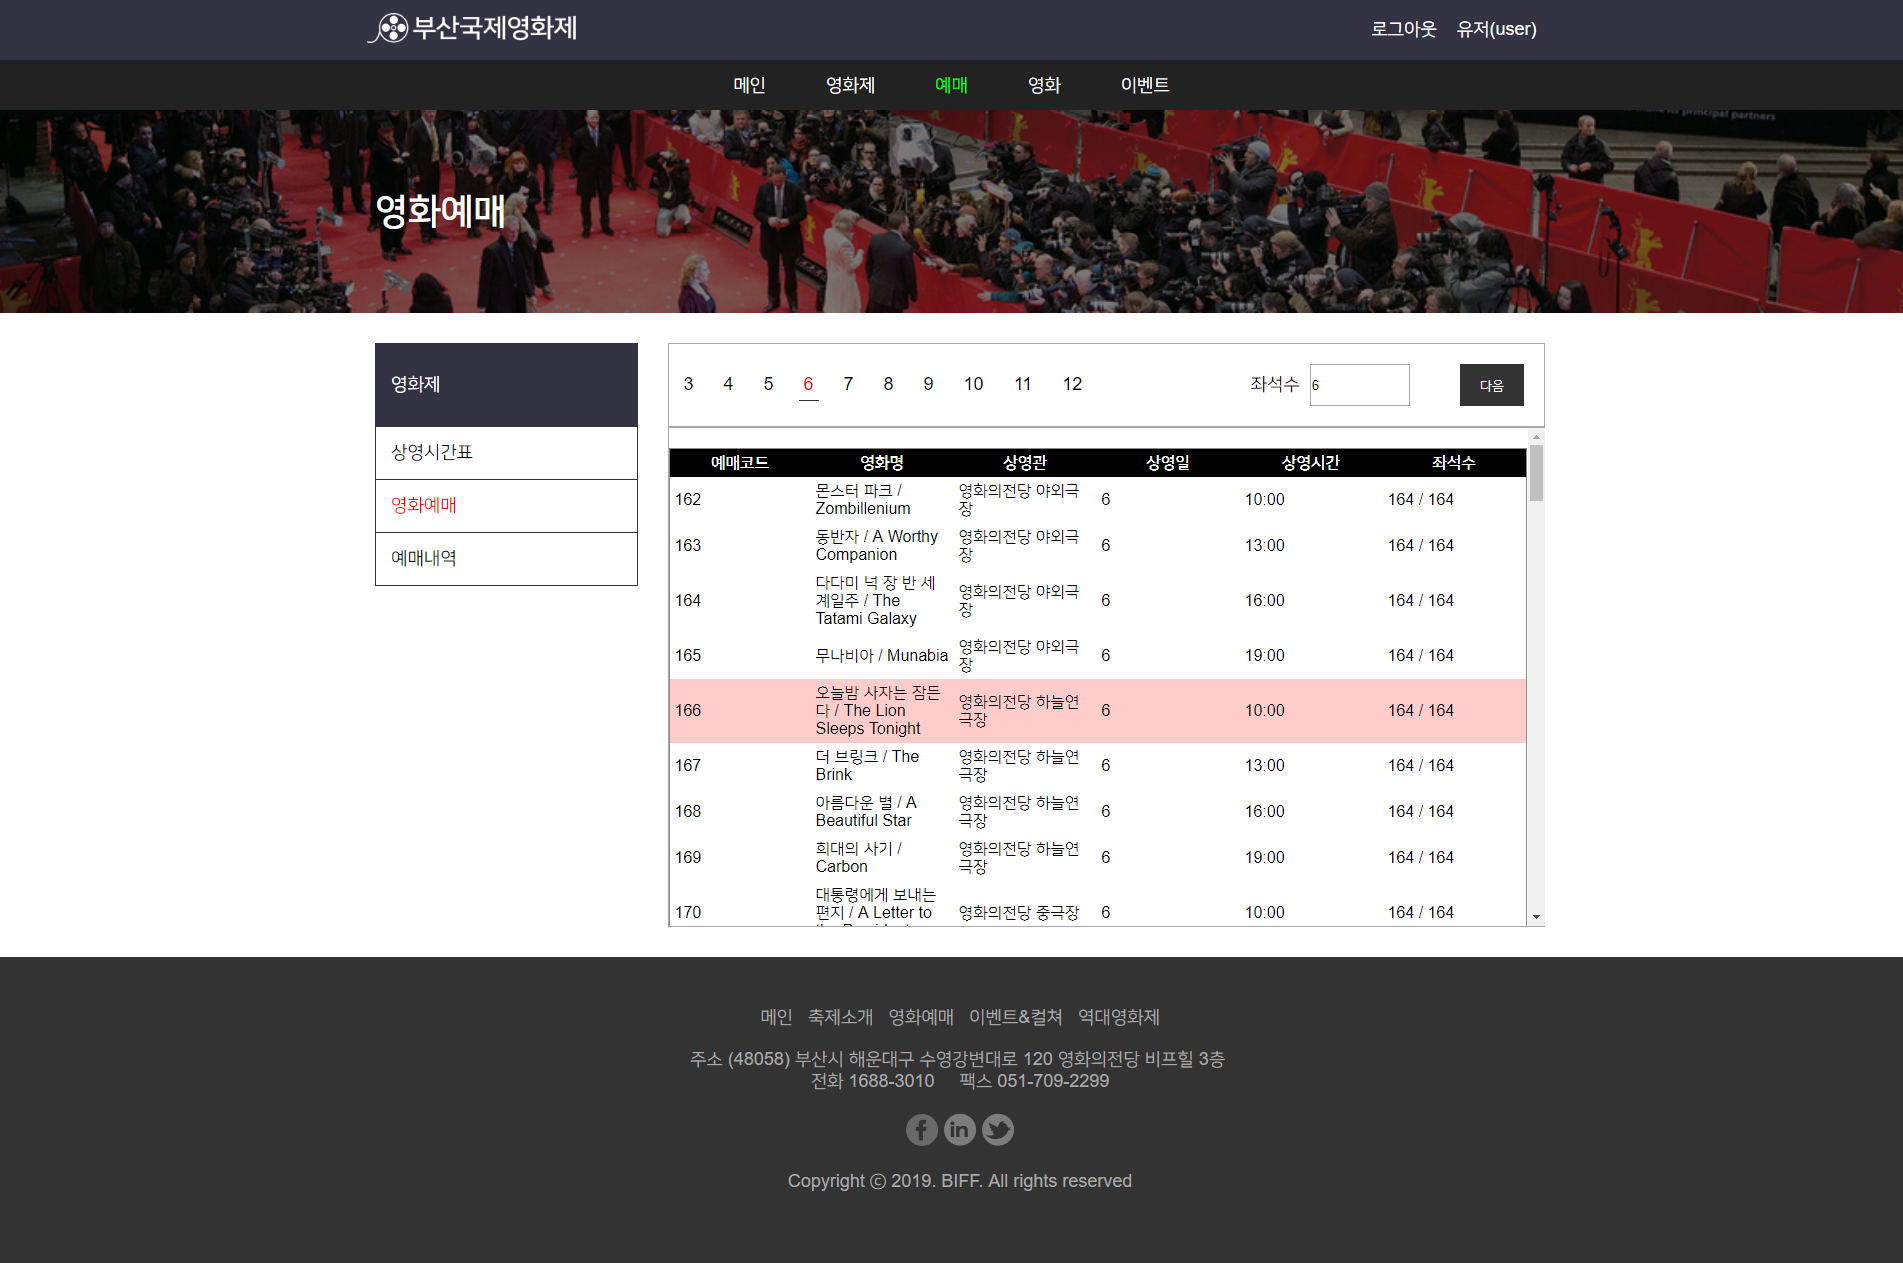 부산국제영화제
로그아웃 유저(user)
메인 영화제 예매 영화 이벤트
its principal partners
영화예매
영화제
상영시간표
영화예매
예매내역
3 4 5 6 7 8 9 10 11 12 좌석수 6 다음
예매코드 영화명 상영관 상영일 상영시간 좌석수
162 몬스터 파크 / Zombillenium 영화의전당 야외극장 6 10:00 164 / 164
163 동반자 / A Worthy Companion 영화의전당 야외극장 6 13:00 164 / 164
164 다다미 넉 장 반 세계일주 / The Tatami Galaxy 영화의전당 야외극장 6 16:00 164 / 164
165 무나비아 / Munabia 영화의전당 야외극장 6 19:00 164 / 164
166 오늘밤 사자는 잠든다 / The Lion Sleeps Tonight 영화의전당 하늘연극장 6 10:00 164 / 164
167 더 브링크 / The Brink 영화의전당 하늘연극장 6 13:00 164 / 164
168 아름다운 별 / A Beautiful Star 영화의전당 하늘연극장 6 16:00 164 / 164
169 희대의 사기 / Carbon 영화의전당 하늘연극장 6 19:00 164 / 164
170 대통령에게 보내는 편지 / A Letter to 영화의전당 중극장 6 10:00 164 / 164
메인 축제소개 영화예매 이벤트&컬쳐 역대영화제
주소 (48058) 부산시 해운대구 수영강변대로 120 영화의전당 비프힐 3층
전화 1688-3010 팩스 051-709-2299
Copyright ⓒ 2019. BIFF. All rights reserved